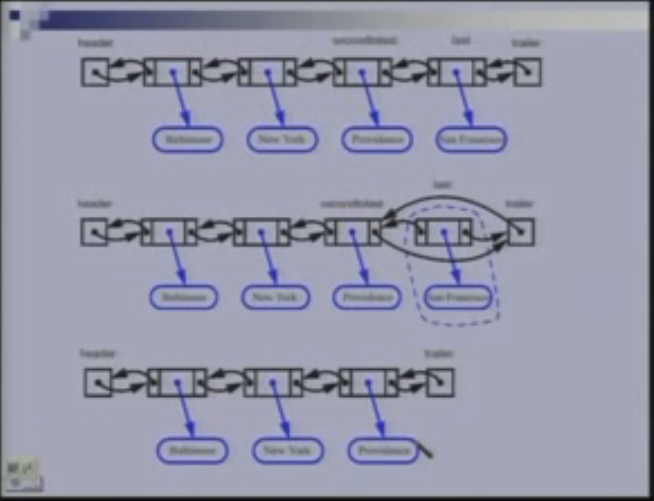 header secondtolast last trailer
Baltimore New York Providence San Francisco
last
header secondtolast trailer
Baltimore New York Providence San Francisco
header trailer
Baltimore New York Providence